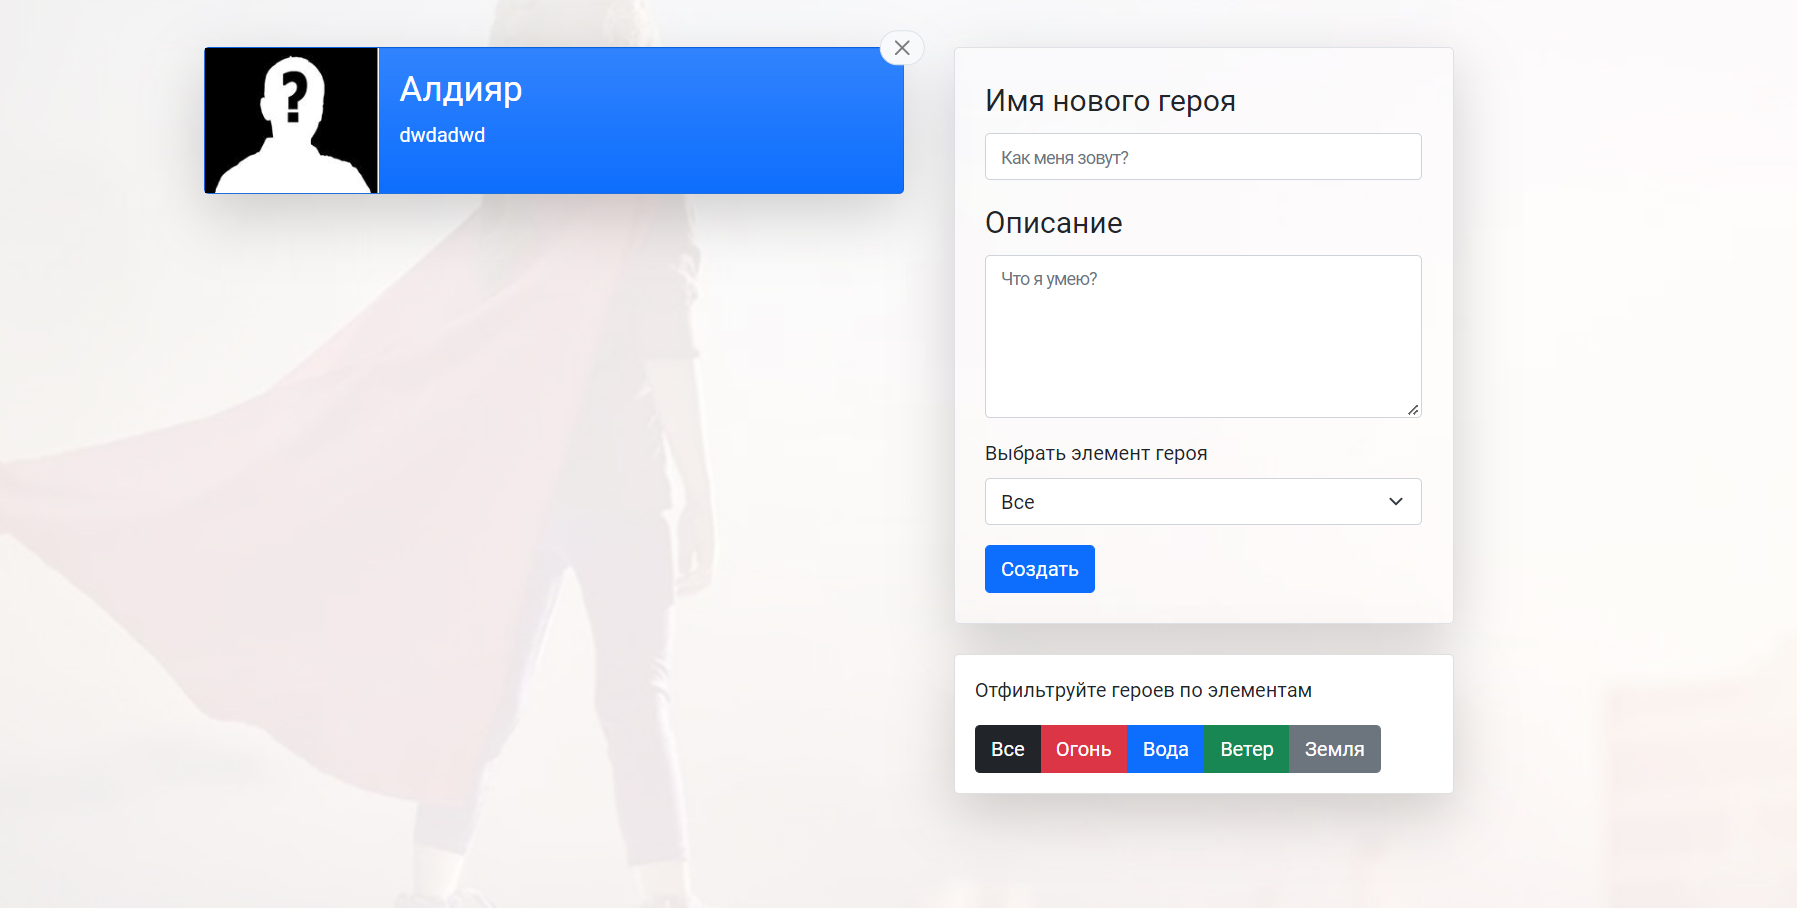 Алдияр
dwdadwd
Имя нового героя
Как меня зовут?
Описание
Что я умею?
Выбрать элемент героя
Все
Создать
Отфильтруйте героев по элементам
Все Огонь Вода Ветер Земля